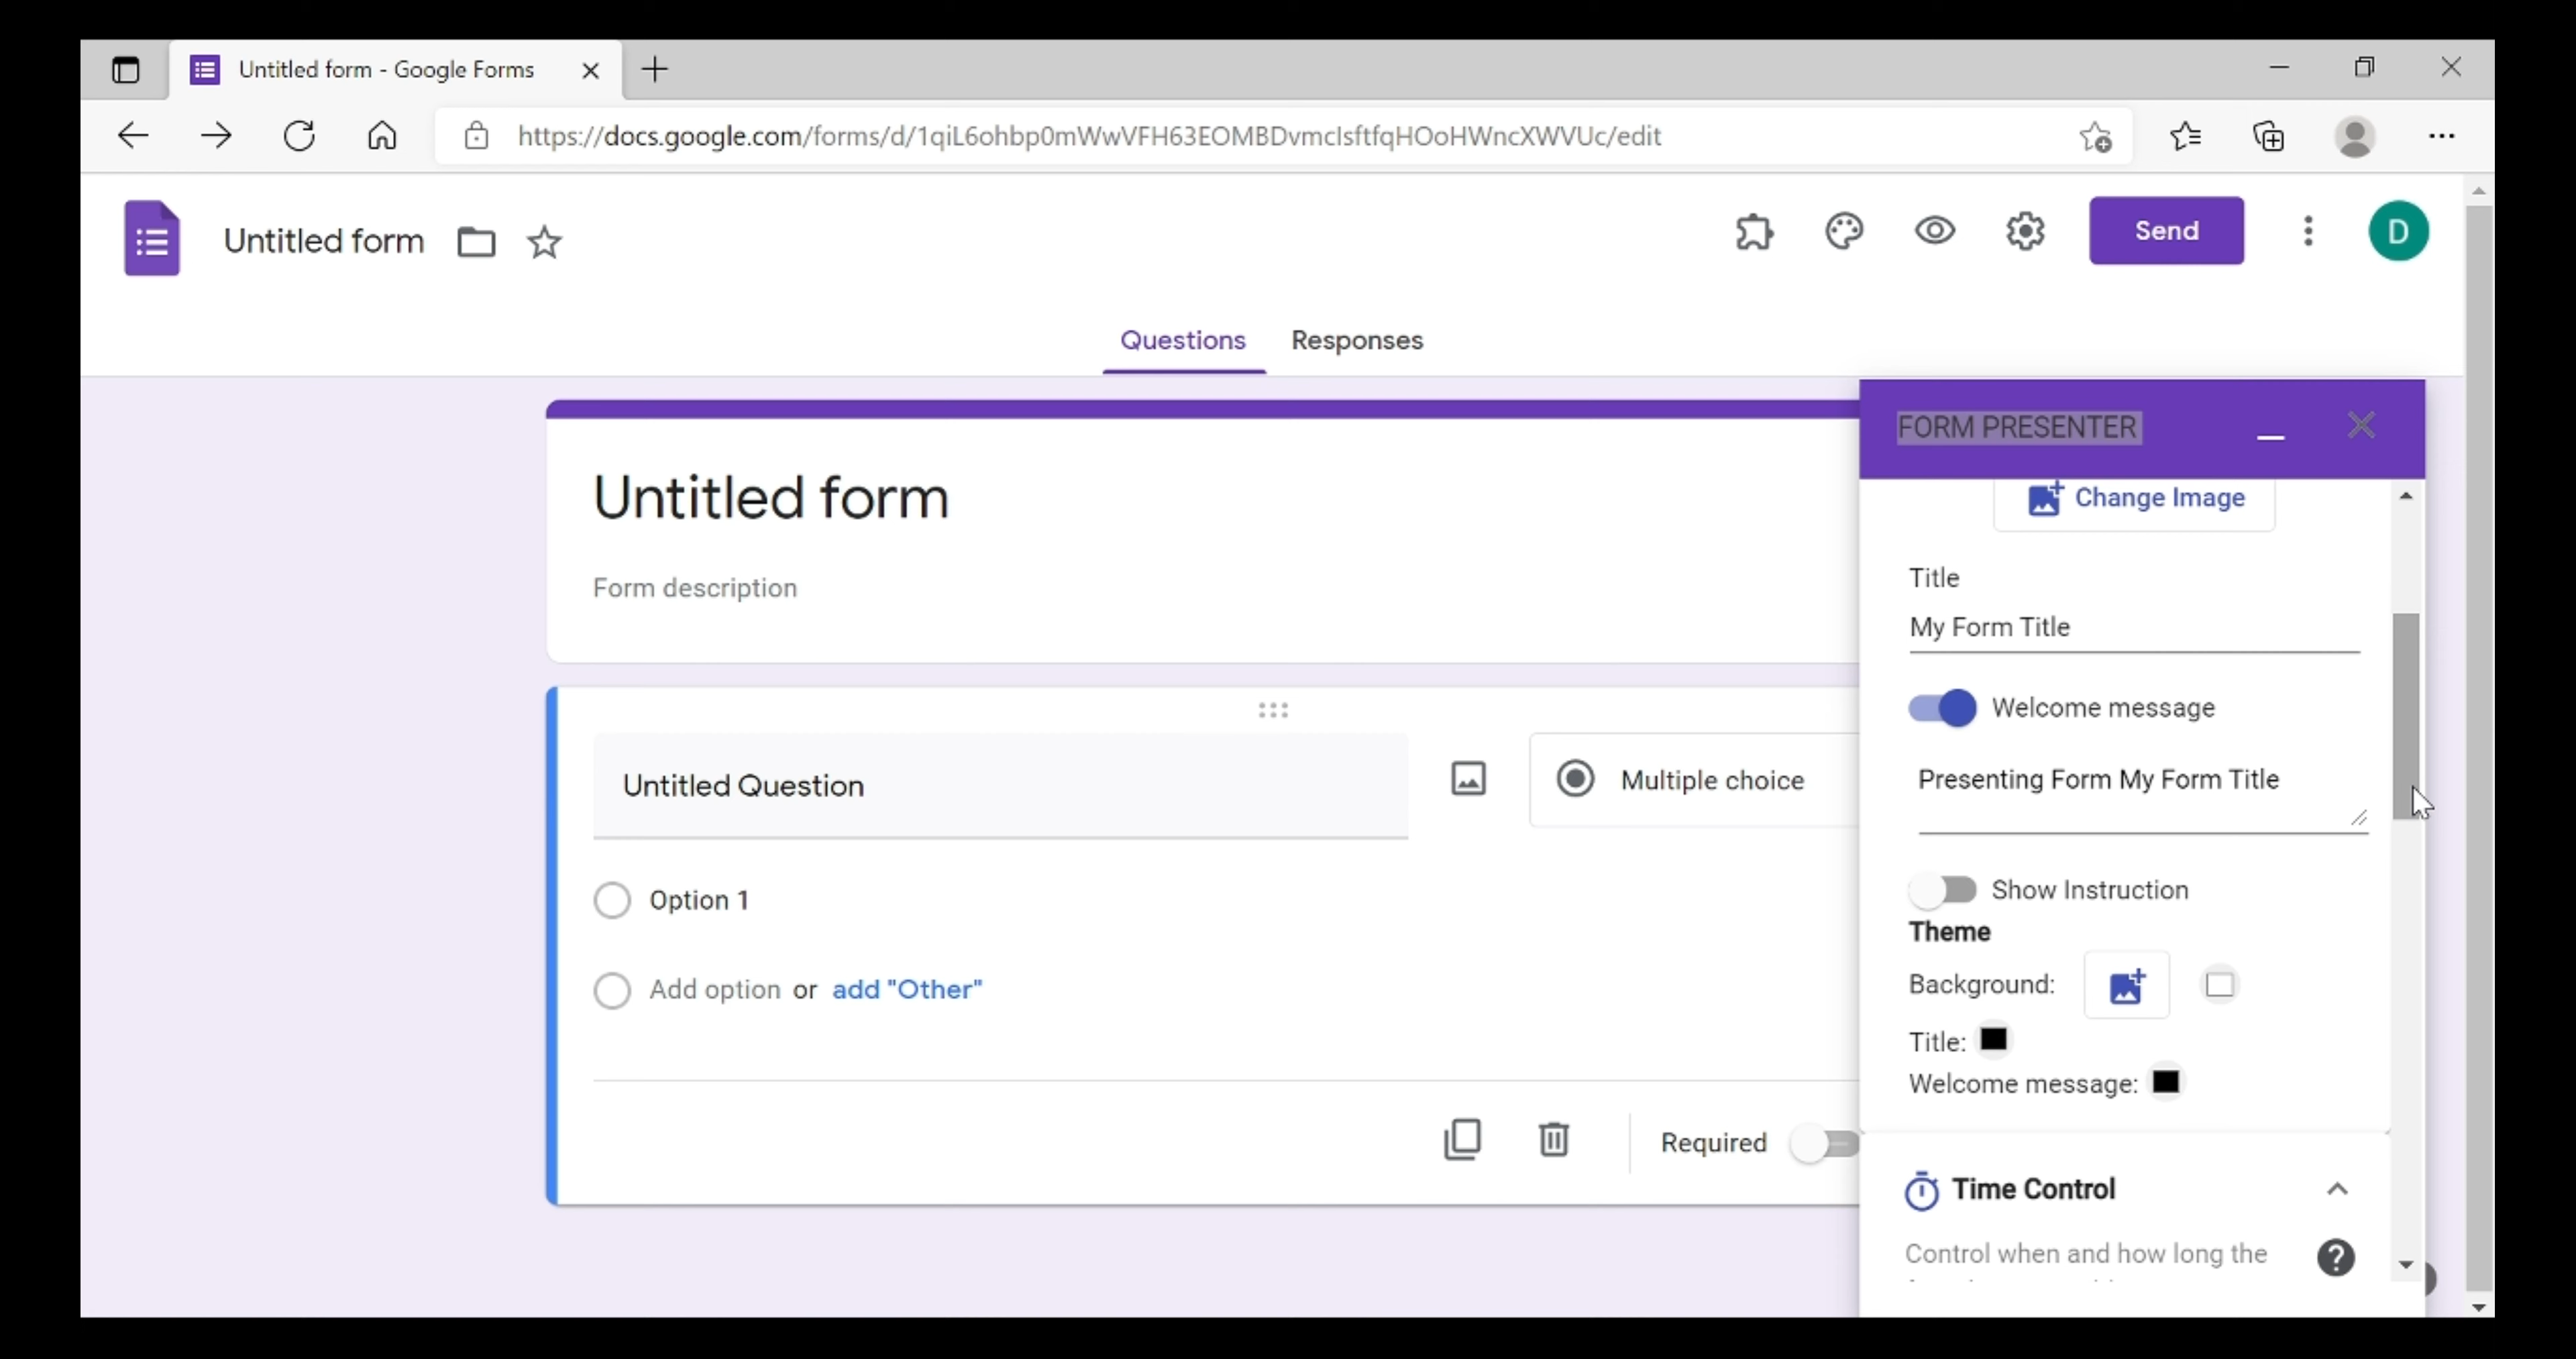 Untitled form - Google Forms
https://docs.google.com/forms/d/1qiL6ohbp0mWwVFH63EOMBDvmcIsftfqHOoHWncXWVUc/edit
Untitled form
Send
D
Questions
Responses
Untitled form
Form description
Untitled Question
Multiple choice
Option 1
Add option or add "Other"
Required
FORM PRESENTER
Change Image
Title
My Form Title
Welcome message
Presenting Form My Form Title
Show Instruction
Theme
Background:
Title:
Welcome message:
Time Control
Control when and how long the